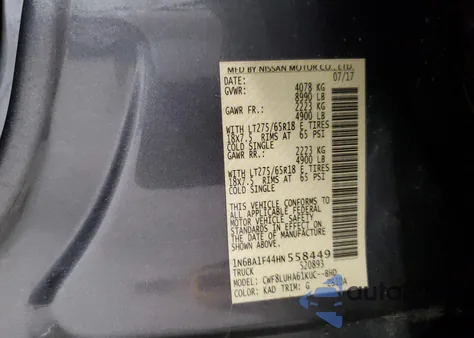 MFD BY NISSAN MOTOR CO., LTD.
DATE: 07/17
GVWR: 4078 KG
8990 LB
GAWR FR.: 2223 KG
4900 LB
WITH LT275/65R18 E TIRES
18X7.5 RIMS AT 65 PSI
COLD SINGLE
GAWR RR.: 2223 KG
4900 LB
WITH LT275/65R18 E TIRES
18X7.5 RIMS AT 65 PSI
COLD SINGLE
THIS VEHICLE CONFORMS TO
ALL APPLICABLE FEDERAL
MOTOR VEHICLE SAFETY
STANDARDS IN EFFECT ON THE
DATE OF MANUFACTURE SHOWN
ABOVE.
1N6BA1F44HN558449
TRUCK 520893
MODEL: CWF8LUHA61KUC--BHD
COLOR: KAD TRIM: G
auto